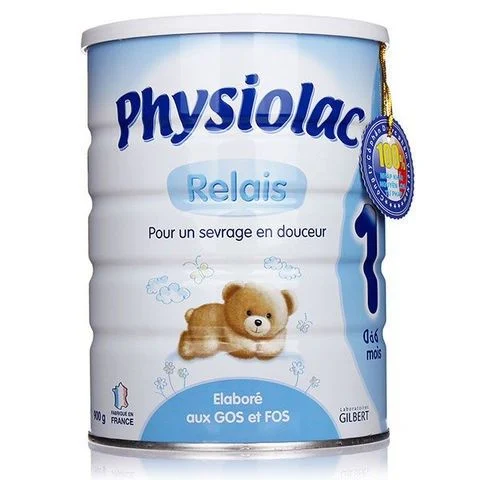 Physiolac
Relais
Pour un sevrage en douceur
1
0 à 6
mois
100%
Elaboré
aux GOS et FOS
900 g
FABRIQUÉ EN
FRANCE
Laboratoires
GILBERT